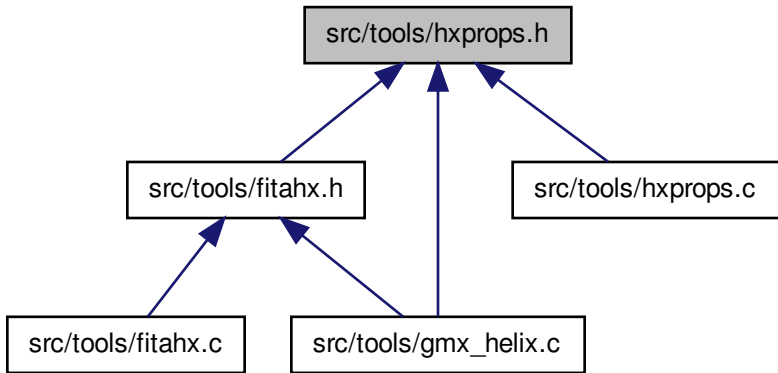 src/tools/hxprops.h
src/tools/fitahx.h
src/tools/hxprops.c
src/tools/fitahx.c
src/tools/gmx_helix.c